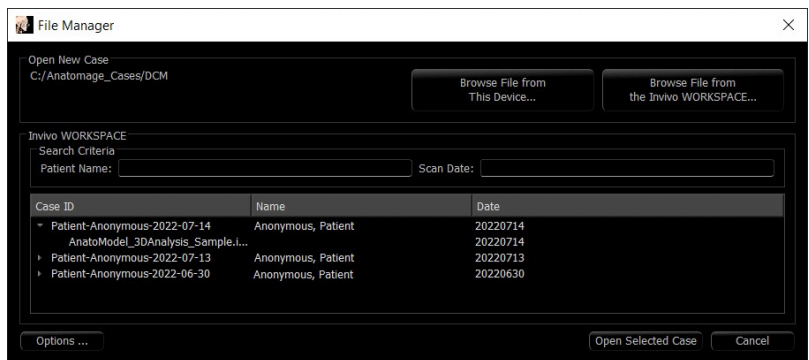 File Manager
Open New Case
C:/Anatomage_Cases/DCM
Browse File from
This Device...
Browse File from
the Invivo WORKSPACE...
Invivo WORKSPACE
Search Criteria
Patient Name:
Scan Date:
Case ID Name Date
Patient-Anonymous-2022-07-14 Anonymous, Patient 20220714
AnatoModel_3DAnalysis_Sample.i... 20220714
Patient-Anonymous-2022-07-13 Anonymous, Patient 20220713
Patient-Anonymous-2022-06-30 Anonymous, Patient 20220630
Options ...
Open Selected Case
Cancel